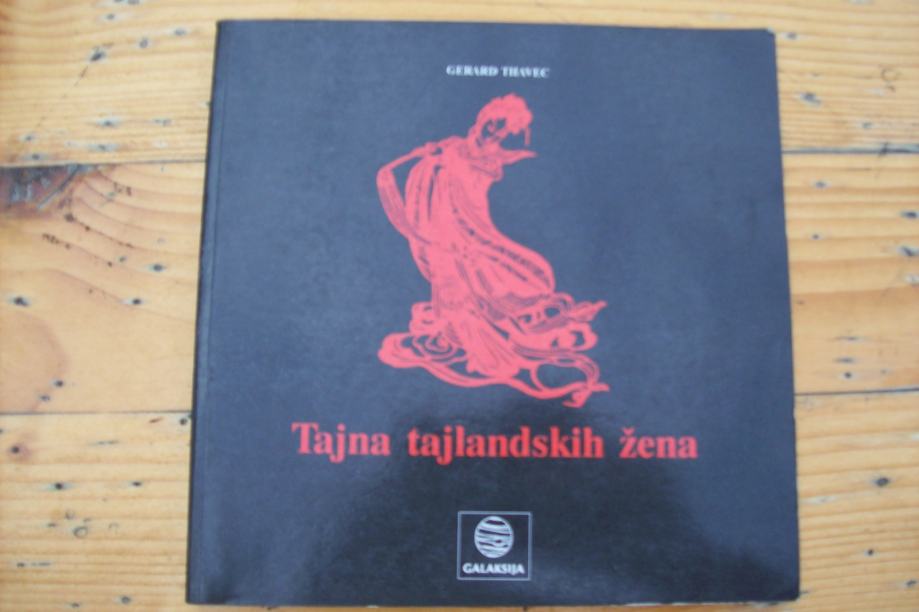 GERARD THAVEC
Tajna tajlandskih žena
GALAKSIJA